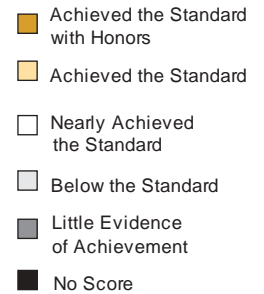 Achieved the Standard
with Honors
Achieved the Standard
Nearly Achieved
the Standard
Below the Standard
Little Evidence
of Achievement
No Score